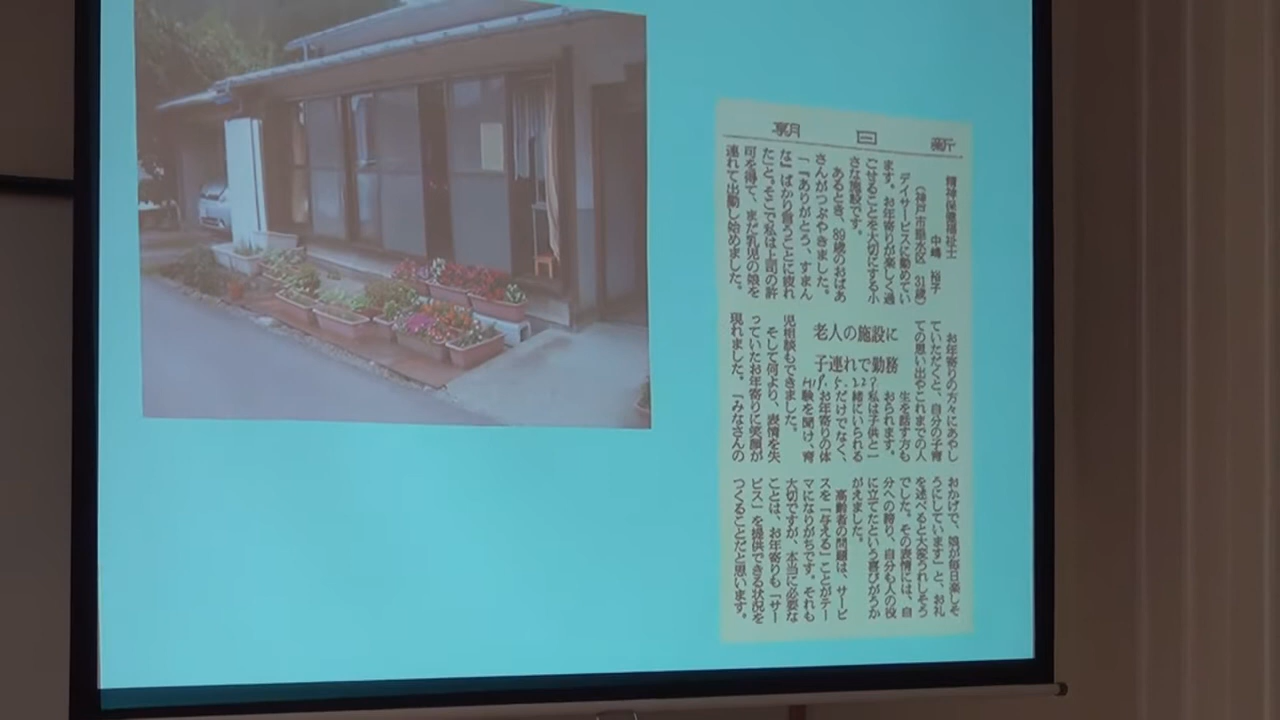 朝日新
精神保健福祉士
中嶋 裕子
(神戸市垂水区 31歳)
デイサービスに勤めてい
ます。お年寄りが楽しく過
ごせることを大切にする小
さな施設です。
あるとき、89歳のおばあ
さんがつぶやきました。
「『ありがとう、すまん
な』ばかり言うことに疲れ
た」と。そこで私は上司の許
可を得て、まだ乳児の娘を
連れて出勤し始めました。
老人の施設に
子連れで勤務
お年寄りの方々にあやし
ていただくと、自分の子育
ての思い出やこれまでの人
生を話す方も
おられます。
私は子供と一
緒にいられる
だけでなく、
お年寄りの体
験を聞け、育
児相談もできました。
そして何より、表情を失
っていたお年寄りに笑顔が
現れました。「みなさんの
おかげで、娘が毎日楽しそ
うにしています」と、お礼
を述べると大変うれしそう
でした。その表情には、自
分への誇り、自分も人の役
に立てたという喜びがうか
がえました。
高齢者の問題は、サービ
スを「与える」ことがテー
マになりがちです。それも
大切ですが、本当に必要な
ことは、お年寄りも「サー
ビス」を提供できる状況を
つくることだと思います。